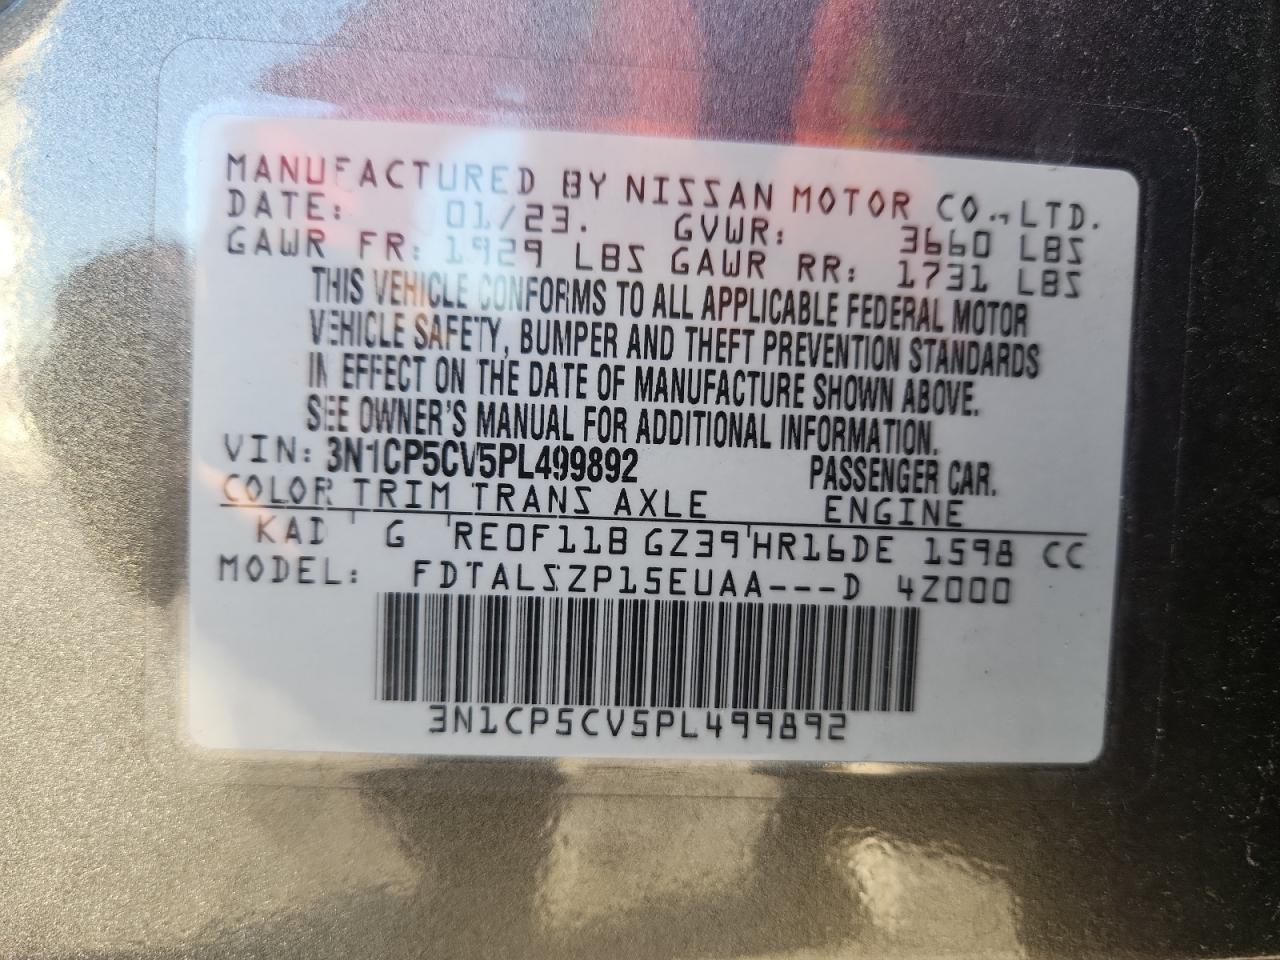 MANUFACTURED BY NISSAN MOTOR CO.,LTD.
DATE: 01/23. GVWR: 3660 LBS
GAWR FR: 1929 LBS GAWR RR: 1731 LBS
THIS VEHICLE CONFORMS TO ALL APPLICABLE FEDERAL MOTOR
VEHICLE SAFETY, BUMPER AND THEFT PREVENTION STANDARDS
IN EFFECT ON THE DATE OF MANUFACTURE SHOWN ABOVE.
SEE OWNER'S MANUAL FOR ADDITIONAL INFORMATION.
VIN: 3N1CP5CV5PL499892 PASSENGER CAR.
COLOR TRIM TRANS AXLE ENGINE
KAD G RE0F11B GZ39 HR16DE 1598 CC
MODEL: FDTALSZP15EUAA---D 4Z000
3N1CP5CV5PL499892